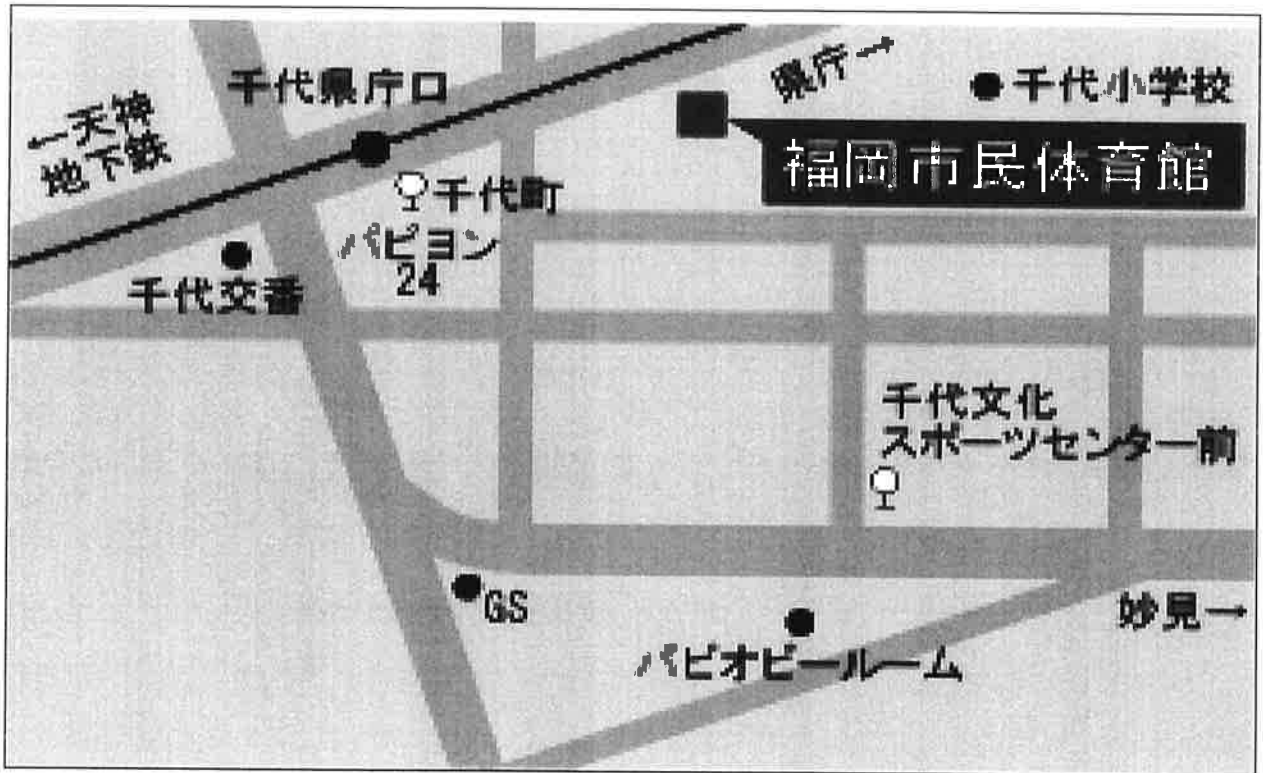 千代県庁口
県庁→
千代小学校
←天神
地下鉄
福岡市民体育館
千代町
パピヨン
24
千代交番
千代文化
スポーツセンター前
GS
妙見→
パピオビールーム